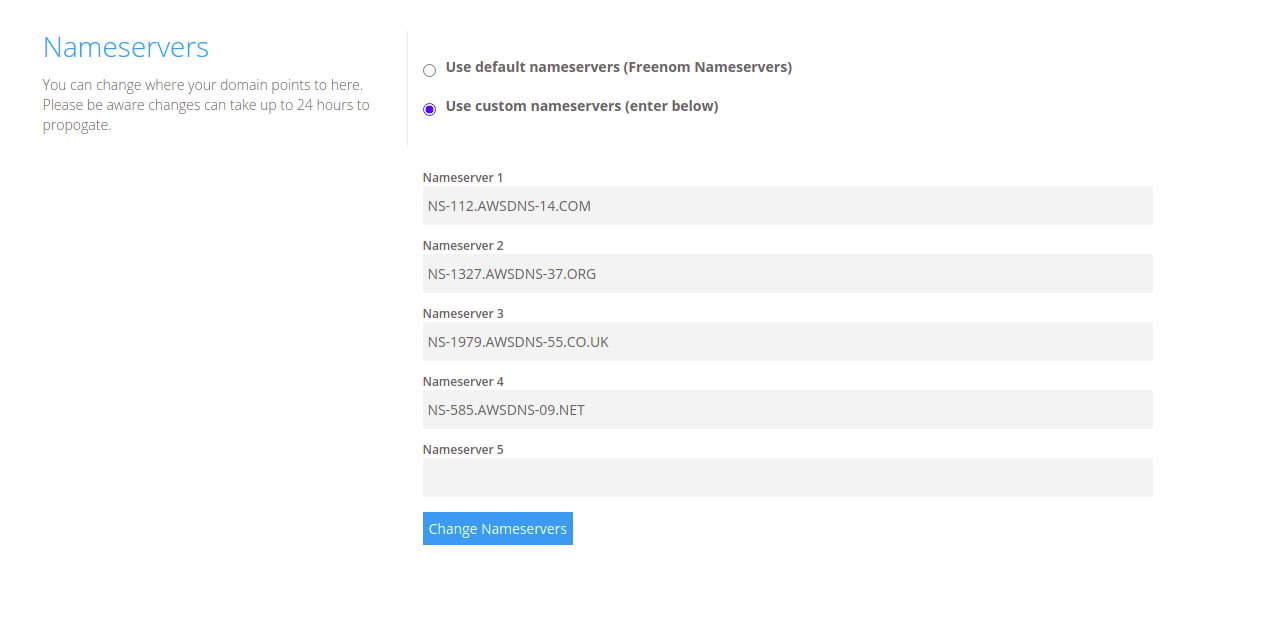 Nameservers
You can change where your domain points to here.
Please be aware changes can take up to 24 hours to
propogate.
Use default nameservers (Freenom Nameservers)
Use custom nameservers (enter below)
Nameserver 1
NS-112.AWSDNS-14.COM
Nameserver 2
NS-1327.AWSDNS-37.ORG
Nameserver 3
NS-1979.AWSDNS-55.CO.UK
Nameserver 4
NS-585.AWSDNS-09.NET
Nameserver 5
Change Nameservers